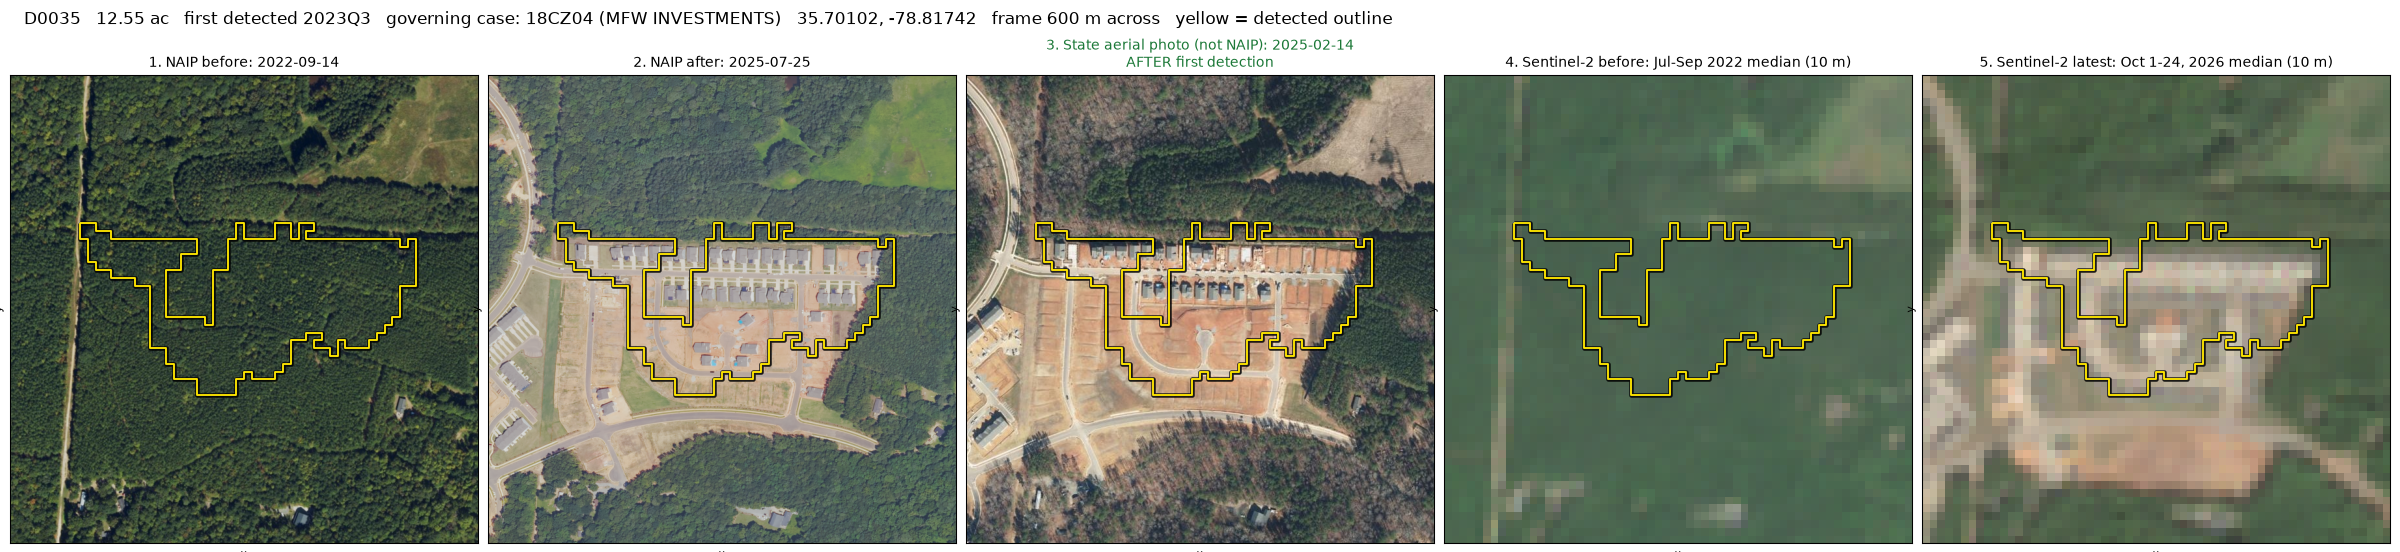 D0035   12.55 ac   first detected 2023Q3   governing case: 18CZ04 (MFW INVESTMENTS)   35.70102, -78.81742   frame 600 m across   yellow = detected outline
1. NAIP before: 2022-09-14
2. NAIP after: 2025-07-25
3. State aerial photo (not NAIP): 2025-02-14
AFTER first detection
4. Sentinel-2 before: Jul-Sep 2022 median (10 m)
5. Sentinel-2 latest: Oct 1-24, 2026 median (10 m)